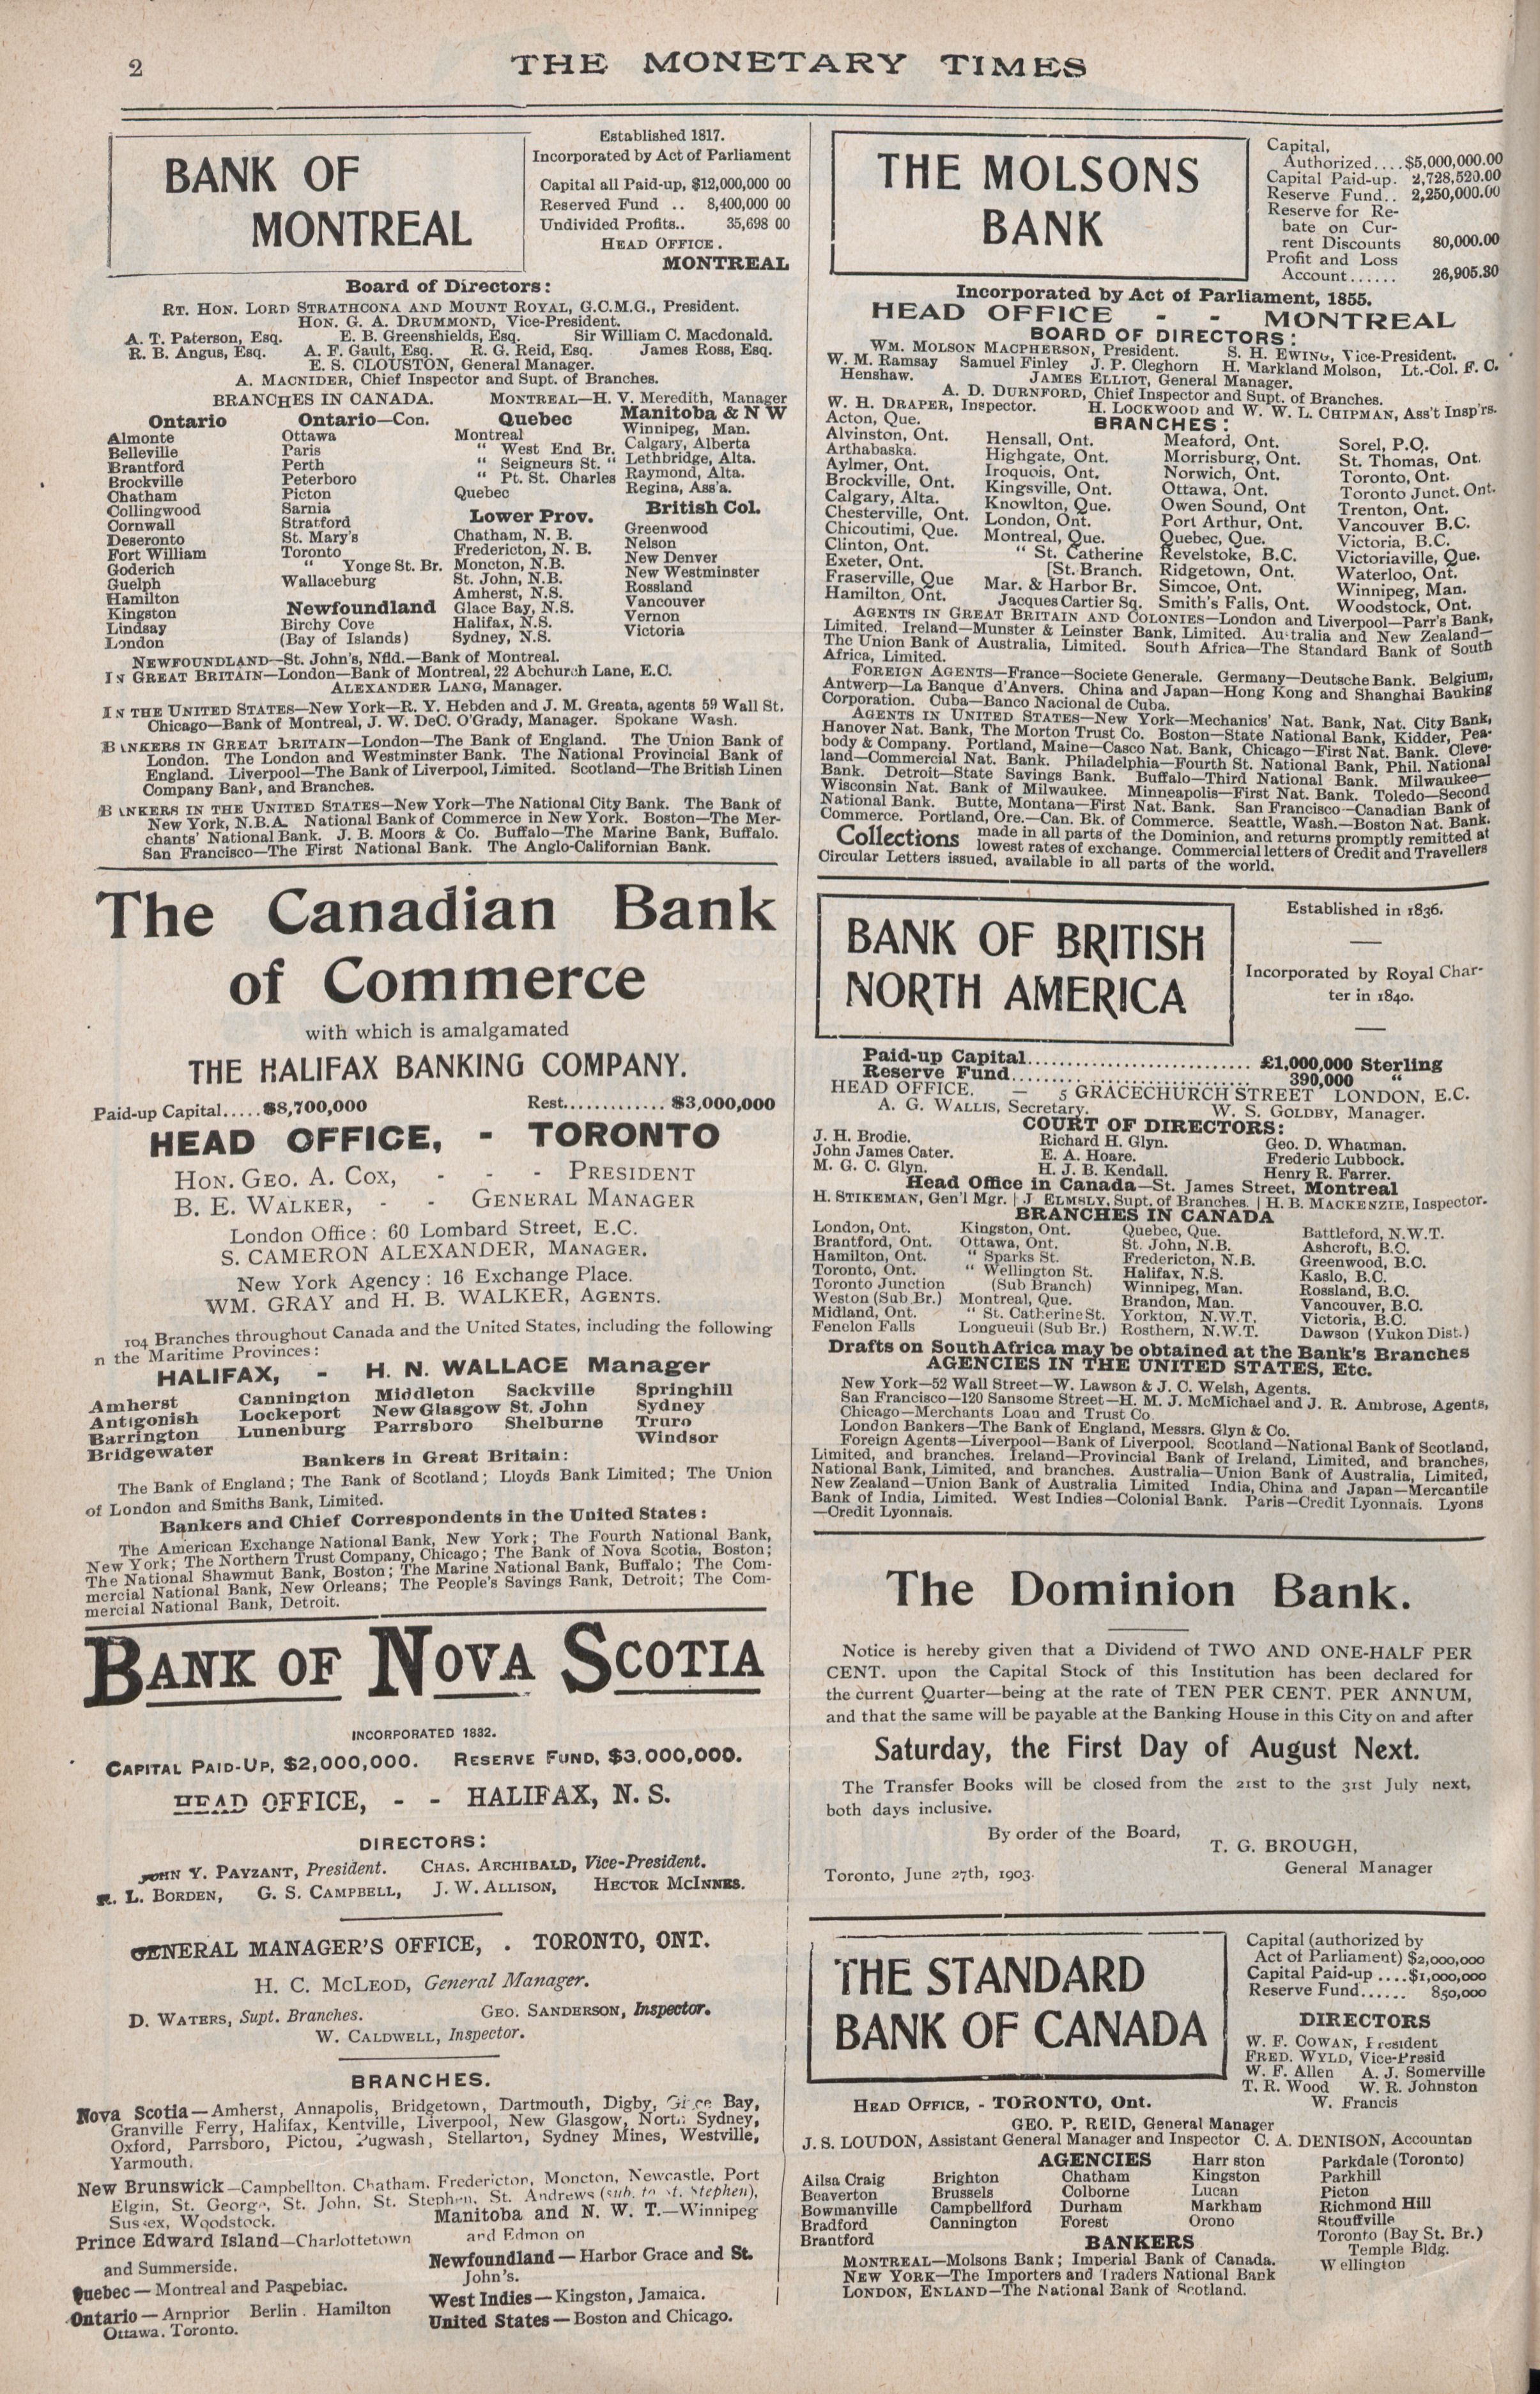 2
THE MONETARY TIMES
BANK OF
MONTREAL
Established 1817.
Incorporated by Act of Parliament
Capital all Paid-up, $12,000,000 00
Reserved Fund .. 8,400,000 00
Undivided Profits.. 35,698 00
HEAD OFFICE.
MONTREAL
Board of Directors:
RT. HON. LORD STRATHCONA AND MOUNT ROYAL, G.C.M.G., President.
HON. G. A. DRUMMOND, Vice-President.
A. T. Paterson, Esq. E. B. Greenshields, Esq. Sir William C. Macdonald.
R. B. Angus, Esq. A. F. Gault, Esq. R. G. Reid, Esq. James Ross, Esq.
E. S. CLOUSTON, General Manager.
A. MACNIDER, Chief Inspector and Supt. of Branches.
BRANCHES IN CANADA. MONTREAL—H. V. Meredith, Manager
Ontario
Almonte
Belleville
Brantford
Brockville
Chatham
Collingwood
Cornwall
Deseronto
Fort William
Goderich
Guelph
Hamilton
Kingston
Lindsay
London
Ontario—Con.
Ottawa
Paris
Perth
Peterboro
Picton
Sarnia
Stratford
St. Mary's
Toronto
" Yonge St. Br.
Wallaceburg
Newfoundland
Birchy Cove
(Bay of Islands)
Quebec
Montreal
" West End Br.
" Seigneurs St. "
" Pt. St. Charles
Quebec
Lower Prov.
Chatham, N. B.
Fredericton, N. B.
Moncton, N.B.
St. John, N.B.
Amherst, N.S.
Glace Bay, N.S.
Halifax, N.S.
Sydney, N.S.
Manitoba & N W
Winnipeg, Man.
Calgary, Alberta
Lethbridge, Alta.
Raymond, Alta.
Regina, Ass'a.
British Col.
Greenwood
Nelson
New Denver
New Westminster
Rossland
Vancouver
Vernon
Victoria
NEWFOUNDLAND—St. John's, Nfld.—Bank of Montreal.
IN GREAT BRITAIN—London—Bank of Montreal, 22 Abchurch Lane, E.C.
ALEXANDER LANG, Manager.
IN THE UNITED STATES—New York—R. Y. Hebden and J. M. Greata, agents 59 Wall St.
Chicago—Bank of Montreal, J. W. DeC. O'Grady, Manager. Spokane Wash.
BANKERS IN GREAT BRITAIN—London—The Bank of England. The Union Bank of
London. The London and Westminster Bank. The National Provincial Bank of
England. Liverpool—The Bank of Liverpool, Limited. Scotland—The British Linen
Company Bank, and Branches.
BANKERS IN THE UNITED STATES—New York—The National City Bank. The Bank of
New York, N.B.A. National Bank of Commerce in New York. Boston—The Mer-
chants' National Bank. J. B. Moors & Co. Buffalo—The Marine Bank, Buffalo.
San Francisco—The First National Bank. The Anglo-Californian Bank.
The Canadian Bank
of Commerce
with which is amalgamated
THE HALIFAX BANKING COMPANY.
Paid-up Capital.....$8,700,000 Rest............. $3,000,000
HEAD OFFICE, - TORONTO
HON. GEO. A. COX, - - - PRESIDENT
B. E. WALKER, - - GENERAL MANAGER
London Office: 60 Lombard Street, E.C.
S. CAMERON ALEXANDER, MANAGER.
New York Agency: 16 Exchange Place.
WM. GRAY and H. B. WALKER, AGENTS.
104 Branches throughout Canada and the United States, including the following
n the Maritime Provinces:
HALIFAX, - H. N. WALLACE Manager
Amherst Cannington Middleton Sackville Springhill
Antigonish Lockeport New Glasgow St. John Sydney
Barrington Lunenburg Parrsboro Shelburne Truro
Bridgewater Windsor
Bankers in Great Britain:
The Bank of England; The Bank of Scotland; Lloyds Bank Limited; The Union
of London and Smiths Bank, Limited.
Bankers and Chief Correspondents in the United States:
The American Exchange National Bank, New York; The Fourth National Bank,
New York; The Northern Trust Company, Chicago; The Bank of Nova Scotia, Boston;
The National Shawmut Bank, Boston; The Marine National Bank, Buffalo; The Com-
mercial National Bank, New Orleans; The People's Savings Bank, Detroit; The Com-
mercial National Bank, Detroit.
BANK OF NOVA SCOTIA
INCORPORATED 1832.
CAPITAL PAID-UP, $2,000,000. RESERVE FUND, $3,000,000.
HEAD OFFICE, - - HALIFAX, N. S.
DIRECTORS:
JOHN Y. PAYZANT, President. CHAS. ARCHIBALD, Vice-President.
R. L. BORDEN, G. S. CAMPBELL, J. W. ALLISON, HECTOR MCINNES.
GENERAL MANAGER'S OFFICE, . TORONTO, ONT.
H. C. MCLEOD, General Manager.
D. WATERS, Supt. Branches. GEO. SANDERSON, Inspector.
W. CALDWELL, Inspector.
BRANCHES.
Nova Scotia—Amherst, Annapolis, Bridgetown, Dartmouth, Digby, Glace Bay,
Granville Ferry, Halifax, Kentville, Liverpool, New Glasgow, North Sydney,
Oxford, Parrsboro, Pictou, Pugwash, Stellarton, Sydney Mines, Westville,
Yarmouth.
New Brunswick—Campbellton, Chatham, Fredericton, Moncton, Newcastle, Port
Elgin, St. George, St. John, St. Stephen, St. Andrews (sub. to St. Stephen),
Sussex, Woodstock.
Prince Edward Island—Charlottetown
and Summerside.
Quebec—Montreal and Paspebiac.
Ontario—Arnprior Berlin. Hamilton
Ottawa. Toronto.
Manitoba and N. W. T.—Winnipeg
and Edmon on
Newfoundland—Harbor Grace and St.
John's.
West Indies—Kingston, Jamaica.
United States—Boston and Chicago.
THE MOLSONS
BANK
Capital,
Authorized....$5,000,000.00
Capital Paid-up. 2,728,520.00
Reserve Fund.. 2,250,000.00
Reserve for Re-
bate on Cur-
rent Discounts 80,000.00
Profit and Loss
Account...... 26,905.30
Incorporated by Act of Parliament, 1855.
HEAD OFFICE - - MONTREAL
BOARD OF DIRECTORS:
WM. MOLSON MACPHERSON, President. S. H. EWING, Vice-President.
W. M. Ramsay Samuel Finley J. P. Cleghorn H. Markland Molson, Lt.-Col. F. C.
Henshaw. JAMES ELLIOT, General Manager.
A. D. DURNFORD, Chief Inspector and Supt. of Branches.
W. H. DRAPER, Inspector. H. LOCKWOOD and W. W. L. CHIPMAN, Ass't Insp'rs.
BRANCHES:
Acton, Que.
Alvinston, Ont.
Arthabaska.
Aylmer, Ont.
Brockville, Ont.
Calgary, Alta.
Chesterville, Ont.
Chicoutimi, Que.
Clinton, Ont.
Exeter, Ont.
Fraserville, Que
Hamilton, Ont.
Hensall, Ont.
Highgate, Ont.
Iroquois, Ont.
Kingsville, Ont.
Knowlton, Que.
London, Ont.
Montreal, Que.
" St. Catherine
[St. Branch.
Mar. & Harbor Br.
Jacques Cartier Sq.
Meaford, Ont.
Morrisburg, Ont.
Norwich, Ont.
Ottawa, Ont.
Owen Sound, Ont
Port Arthur, Ont.
Quebec, Que.
Revelstoke, B.C.
Ridgetown, Ont.
Simcoe, Ont.
Smith's Falls, Ont.
Sorel, P.Q.
St. Thomas, Ont.
Toronto, Ont.
Toronto Junct. Ont.
Trenton, Ont.
Vancouver B.C.
Victoria, B.C.
Victoriaville, Que.
Waterloo, Ont.
Winnipeg, Man.
Woodstock, Ont.
AGENTS IN GREAT BRITAIN AND COLONIES—London and Liverpool—Parr's Bank,
Limited. Ireland—Munster & Leinster Bank, Limited. Australia and New Zealand—
The Union Bank of Australia, Limited. South Africa—The Standard Bank of South
Africa, Limited.
FOREIGN AGENTS—France—Societe Generale. Germany—Deutsche Bank. Belgium,
Antwerp—La Banque d'Anvers. China and Japan—Hong Kong and Shanghai Banking
Corporation. Cuba—Banco Nacional de Cuba.
AGENTS IN UNITED STATES—New York—Mechanics' Nat. Bank, Nat. City Bank,
Hanover Nat. Bank, The Morton Trust Co. Boston—State National Bank, Kidder, Pea-
body & Company. Portland, Maine—Casco Nat. Bank, Chicago—First Nat. Bank. Cleve-
land—Commercial Nat. Bank. Philadelphia—Fourth St. National Bank, Phil. National
Bank. Detroit—State Savings Bank. Buffalo—Third National Bank. Milwaukee—
Wisconsin Nat. Bank of Milwaukee. Minneapolis—First Nat. Bank. Toledo—Second
National Bank. Butte, Montana—First Nat. Bank. San Francisco—Canadian Bank of
Commerce. Portland, Ore.—Can. Bk. of Commerce. Seattle, Wash.—Boston Nat. Bank.
Collections made in all parts of the Dominion, and returns promptly remitted at
lowest rates of exchange. Commercial letters of Credit and Travellers
Circular Letters issued, available in all parts of the world.
BANK OF BRITISH
NORTH AMERICA
Established in 1836.
Incorporated by Royal Char-
ter in 1840.
Paid-up Capital............................ £1,000,000 Sterling
Reserve Fund............................ 390,000 "
HEAD OFFICE. — 5 GRACECHURCH STREET LONDON, E.C.
A. G. WALLIS, Secretary. W. S. GOLDBY, Manager.
COURT OF DIRECTORS:
J. H. Brodie. Richard H. Glyn. Geo. D. Whatman.
John James Cater. E. A. Hoare. Frederic Lubbock.
M. G. C. Glyn. H. J. B. Kendall. Henry R. Farrer.
Head Office in Canada—St. James Street, Montreal
H. STIKEMAN, Gen'l Mgr. | J ELMSLY, Supt. of Branches. | H. B. MACKENZIE, Inspector.
BRANCHES IN CANADA
London, Ont.
Brantford, Ont.
Hamilton, Ont.
Toronto, Ont.
Toronto Junction
Weston (Sub Br.)
Midland, Ont.
Fenelon Falls
Kingston, Ont.
Ottawa, Ont.
" Sparks St.
" Wellington St.
(Sub Branch)
Montreal, Que.
" St. Catherine St.
Longueuil (Sub Br.)
Quebec, Que.
St. John, N.B.
Fredericton, N.B.
Halifax, N.S.
Winnipeg, Man.
Brandon, Man.
Yorkton, N.W.T.
Rosthern, N.W.T.
Battleford, N.W.T.
Ashcroft, B.C.
Greenwood, B.C.
Kaslo, B.C.
Rossland, B.C.
Vancouver, B.C.
Victoria, B.C.
Dawson (Yukon Dist.)
Drafts on South Africa may be obtained at the Bank's Branches
AGENCIES IN THE UNITED STATES, Etc.
New York—52 Wall Street—W. Lawson & J. C. Welsh, Agents.
San Francisco—120 Sansome Street—H. M. J. McMichael and J. R. Ambrose, Agents,
Chicago—Merchants Loan and Trust Co.
London Bankers—The Bank of England, Messrs. Glyn & Co.
Foreign Agents—Liverpool—Bank of Liverpool. Scotland—National Bank of Scotland,
Limited, and branches. Ireland—Provincial Bank of Ireland, Limited, and branches,
National Bank, Limited, and branches. Australia—Union Bank of Australia, Limited,
New Zealand—Union Bank of Australia Limited India, China and Japan—Mercantile
Bank of India, Limited. West Indies—Colonial Bank. Paris—Credit Lyonnais. Lyons
—Credit Lyonnais.
The Dominion Bank.
Notice is hereby given that a Dividend of TWO AND ONE-HALF PER
CENT. upon the Capital Stock of this Institution has been declared for
the current Quarter—being at the rate of TEN PER CENT. PER ANNUM,
and that the same will be payable at the Banking House in this City on and after
Saturday, the First Day of August Next.
The Transfer Books will be closed from the 21st to the 31st July next,
both days inclusive.
By order of the Board,
T. G. BROUGH,
General Manager
Toronto, June 27th, 1903.
THE STANDARD
BANK OF CANADA
Capital (authorized by
Act of Parliament) $2,000,000
Capital Paid-up ....$1,000,000
Reserve Fund...... 850,000
DIRECTORS
W. F. COWAN, President
FRED. WYLD, Vice-Presid
W. F. Allen A. J. Somerville
T. R. Wood W. R. Johnston
W. Francis
HEAD OFFICE, - TORONTO, Ont.
GEO. P. REID, General Manager
J. S. LOUDON, Assistant General Manager and Inspector C. A. DENISON, Accountan
AGENCIES
Ailsa Craig
Beaverton
Bowmanville
Bradford
Brantford
Brighton
Brussels
Campbellford
Cannington
Chatham
Colborne
Durham
Forest
Harr ston
Kingston
Lucan
Markham
Orono
Parkdale (Toronto)
Parkhill
Picton
Richmond Hill
Stouffville
Toronto (Bay St. Br.)
Temple Bldg.
Wellington
BANKERS
MONTREAL—Molsons Bank; Imperial Bank of Canada.
NEW YORK—The Importers and Traders National Bank
LONDON, ENLAND—The National Bank of Scotland.